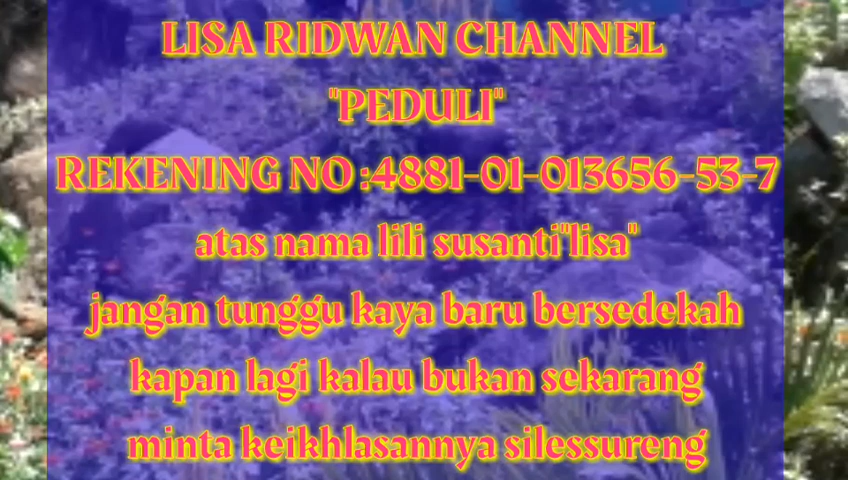 LISA RIDWAN CHANNEL
"PEDULI"
REKENING NO :4881-01-013656-53-7
atas nama lili susanti"lisa"
jangan tunggu kaya baru bersedekah
kapan lagi kalau bukan sekarang
minta keikhlasannya silessureng